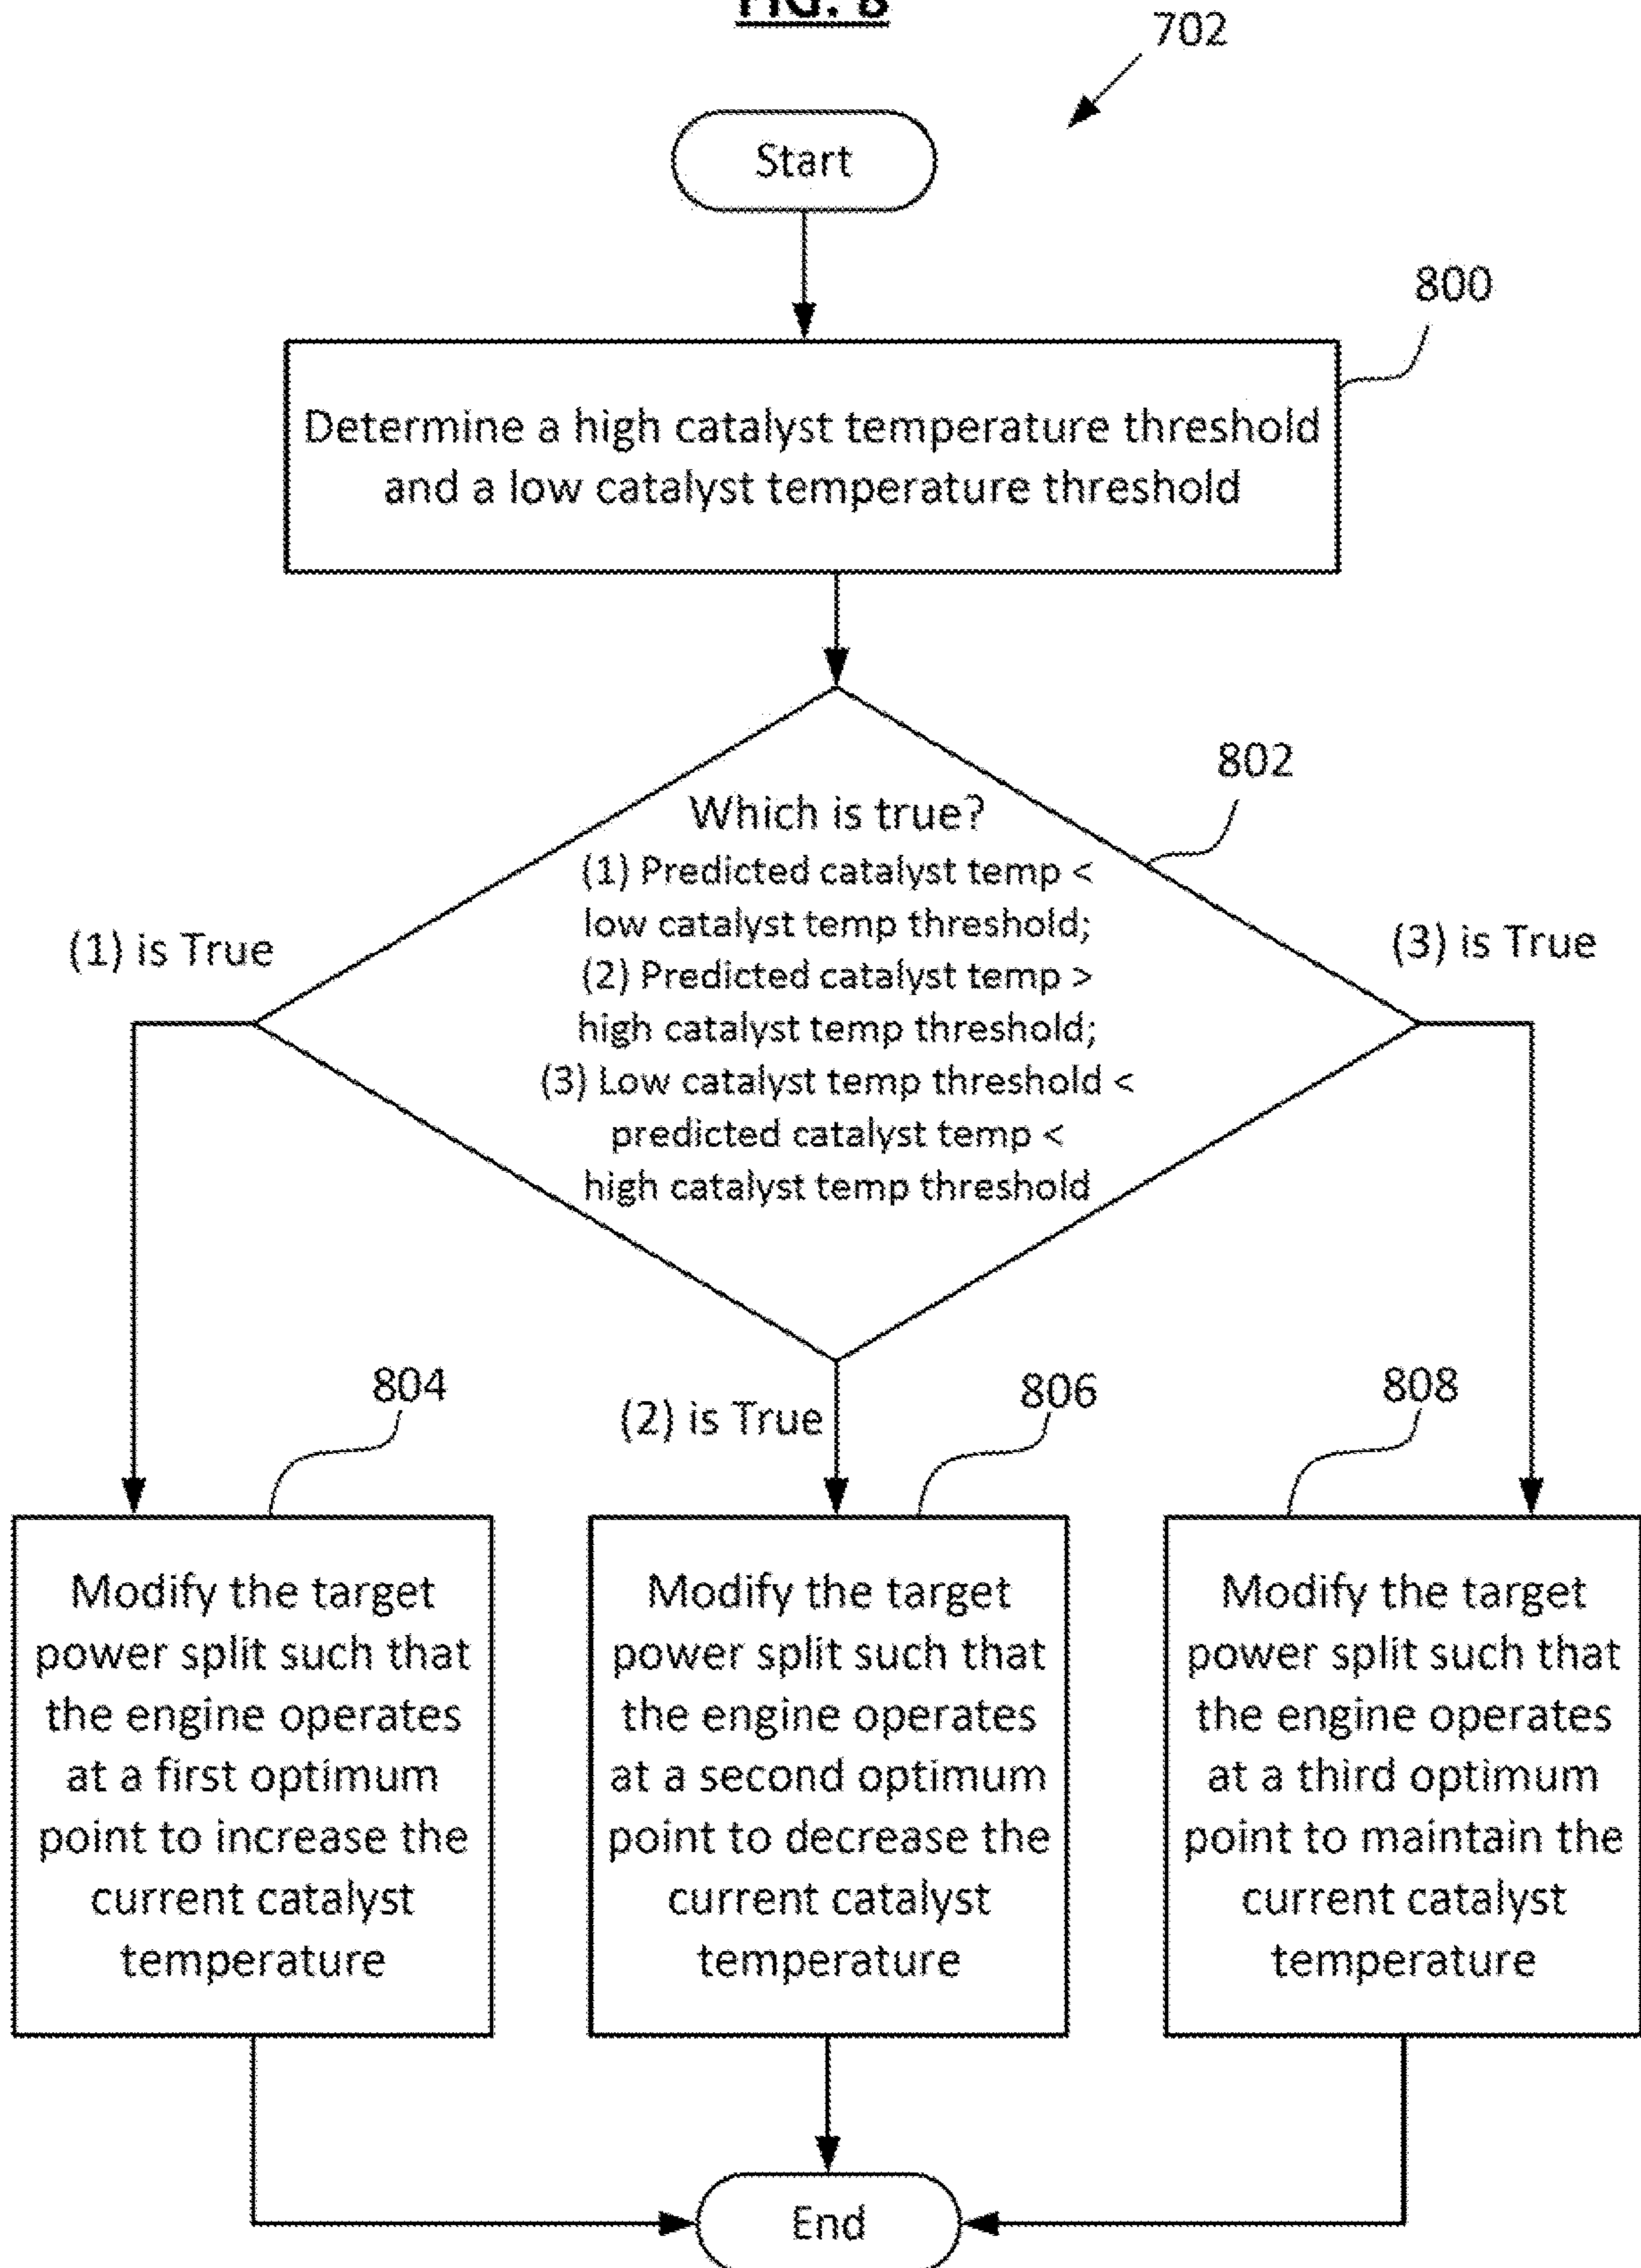 FIG. 8
702
Start
800
Determine a high catalyst temperature threshold
and a low catalyst temperature threshold
802
Which is true?
(1) Predicted catalyst temp <
low catalyst temp threshold;
(2) Predicted catalyst temp >
high catalyst temp threshold;
(3) Low catalyst temp threshold <
predicted catalyst temp <
high catalyst temp threshold
(1) is True
(3) is True
(2) is True
804
806
808
Modify the target
power split such that
the engine operates
at a first optimum
point to increase the
current catalyst
temperature
Modify the target
power split such that
the engine operates
at a second optimum
point to decrease the
current catalyst
temperature
Modify the target
power split such that
the engine operates
at a third optimum
point to maintain the
current catalyst
temperature
End